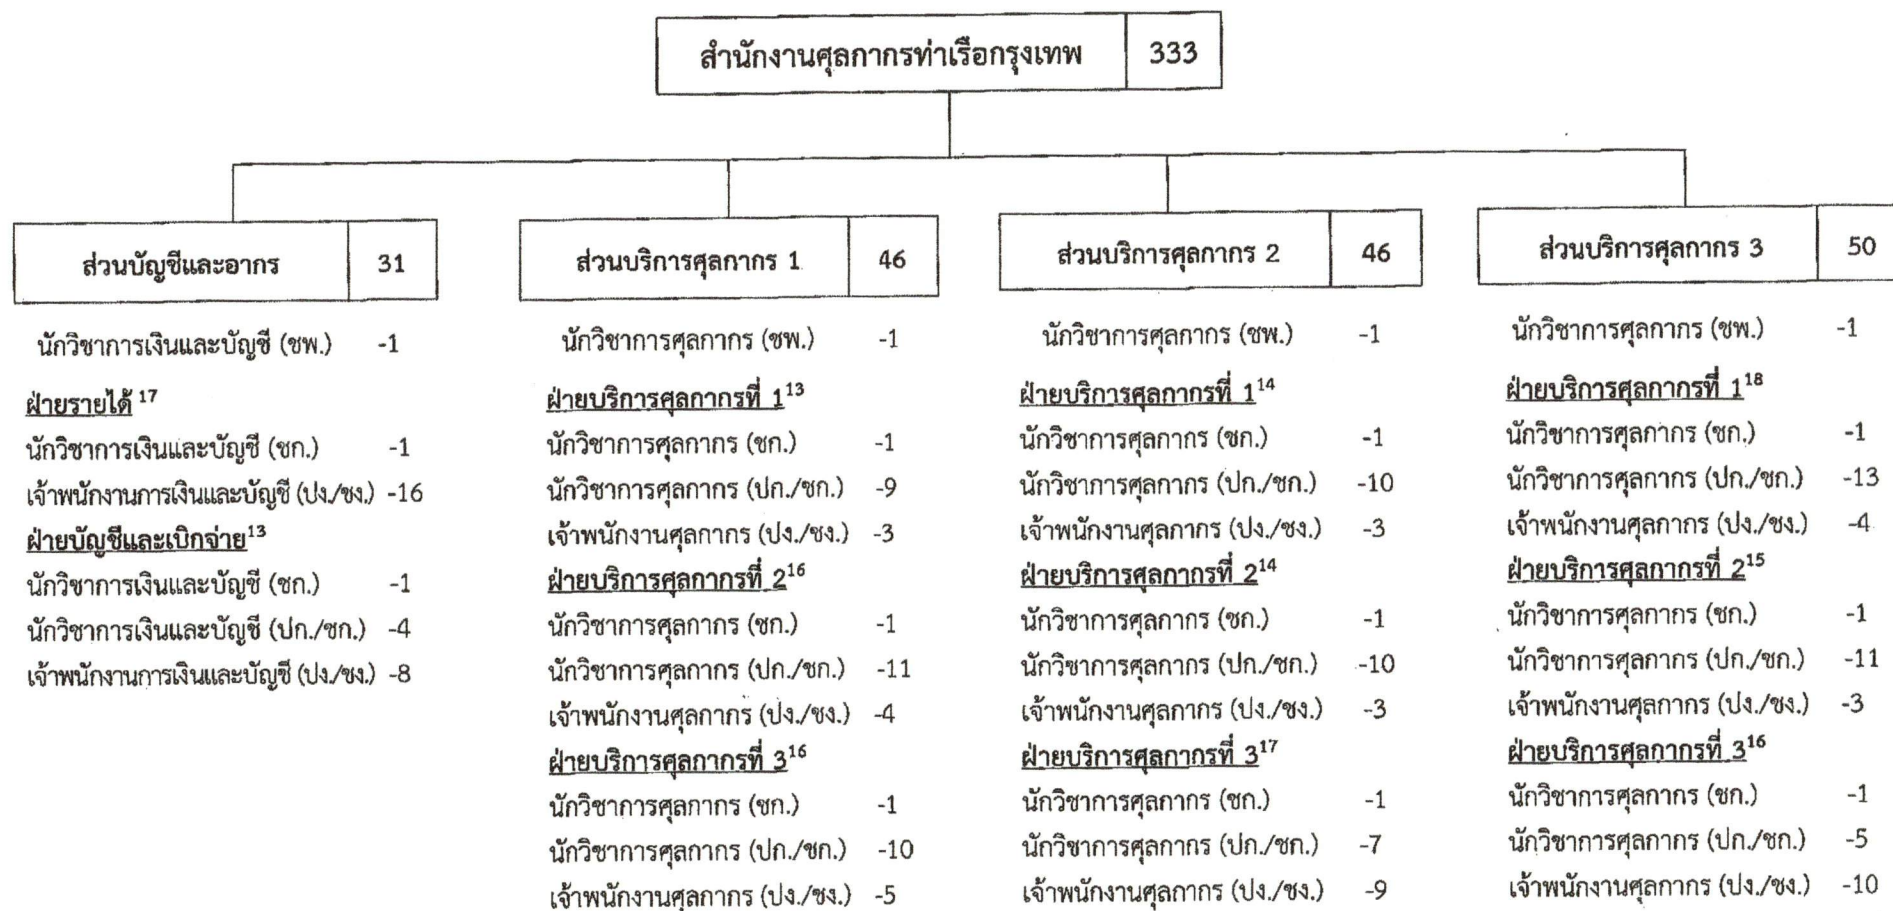 สำนักงานศุลกากรท่าเรือกรุงเทพ 333
ส่วนบัญชีและอากร 31
นักวิชาการเงินและบัญชี (ชพ.) -1
ฝ่ายรายได้ 17
นักวิชาการเงินและบัญชี (ชก.) -1
เจ้าพนักงานการเงินและบัญชี (ปง./ชง.) -16
ฝ่ายบัญชีและเบิกจ่าย13
นักวิชาการเงินและบัญชี (ชก.) -1
นักวิชาการเงินและบัญชี (ปก./ชก.) -4
เจ้าพนักงานการเงินและบัญชี (ปง./ชง.) -8
ส่วนบริการศุลกากร 1 46
นักวิชาการศุลกากร (ชพ.) -1
ฝ่ายบริการศุลกากรที่ 113
นักวิชาการศุลกากร (ชก.) -1
นักวิชาการศุลกากร (ปก./ชก.) -9
เจ้าพนักงานศุลกากร (ปง./ชง.) -3
ฝ่ายบริการศุลกากรที่ 216
นักวิชาการศุลกากร (ชก.) -1
นักวิชาการศุลกากร (ปก./ชก.) -11
เจ้าพนักงานศุลกากร (ปง./ชง.) -4
ฝ่ายบริการศุลกากรที่ 316
นักวิชาการศุลกากร (ชก.) -1
นักวิชาการศุลกากร (ปก./ชก.) -10
เจ้าพนักงานศุลกากร (ปง./ชง.) -5
ส่วนบริการศุลกากร 2 46
นักวิชาการศุลกากร (ชพ.) -1
ฝ่ายบริการศุลกากรที่ 114
นักวิชาการศุลกากร (ชก.) -1
นักวิชาการศุลกากร (ปก./ชก.) -10
เจ้าพนักงานศุลกากร (ปง./ชง.) -3
ฝ่ายบริการศุลกากรที่ 214
นักวิชาการศุลกากร (ชก.) -1
นักวิชาการศุลกากร (ปก./ชก.) -10
เจ้าพนักงานศุลกากร (ปง./ชง.) -3
ฝ่ายบริการศุลกากรที่ 317
นักวิชาการศุลกากร (ชก.) -1
นักวิชาการศุลกากร (ปก./ชก.) -7
เจ้าพนักงานศุลกากร (ปง./ชง.) -9
ส่วนบริการศุลกากร 3 50
นักวิชาการศุลกากร (ชพ.) -1
ฝ่ายบริการศุลกากรที่ 118
นักวิชาการศุลกากร (ชก.) -1
นักวิชาการศุลกากร (ปก./ชก.) -13
เจ้าพนักงานศุลกากร (ปง./ชง.) -4
ฝ่ายบริการศุลกากรที่ 215
นักวิชาการศุลกากร (ชก.) -1
นักวิชาการศุลกากร (ปก./ชก.) -11
เจ้าพนักงานศุลกากร (ปง./ชง.) -3
ฝ่ายบริการศุลกากรที่ 316
นักวิชาการศุลกากร (ชก.) -1
นักวิชาการศุลกากร (ปก./ชก.) -5
เจ้าพนักงานศุลกากร (ปง./ชง.) -10